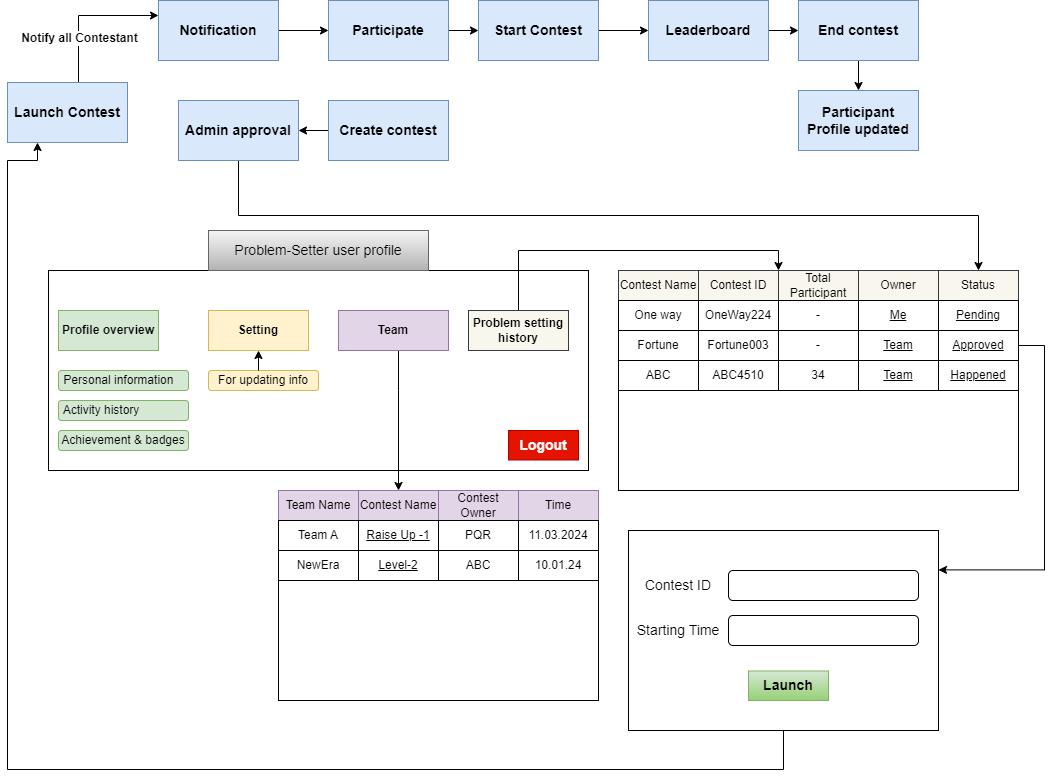 Notification
Participate
Start Contest
Leaderboard
End contest
Notify all Contestant
Launch Contest
Admin approval
Create contest
Participant
Profile updated
Problem-Setter user profile
Profile overview
Setting
Team
Problem setting
history
Personal information
For updating info
Activity history
Achievement & badges
Logout
Contest Name Contest ID Total Participant Owner Status
One way OneWay224 - Me Pending
Fortune Fortune003 - Team Approved
ABC ABC4510 34 Team Happened
Team Name Contest Name Contest Owner Time
Team A Raise Up -1 PQR 11.03.2024
NewEra Level-2 ABC 10.01.24
Contest ID
Starting Time
Launch